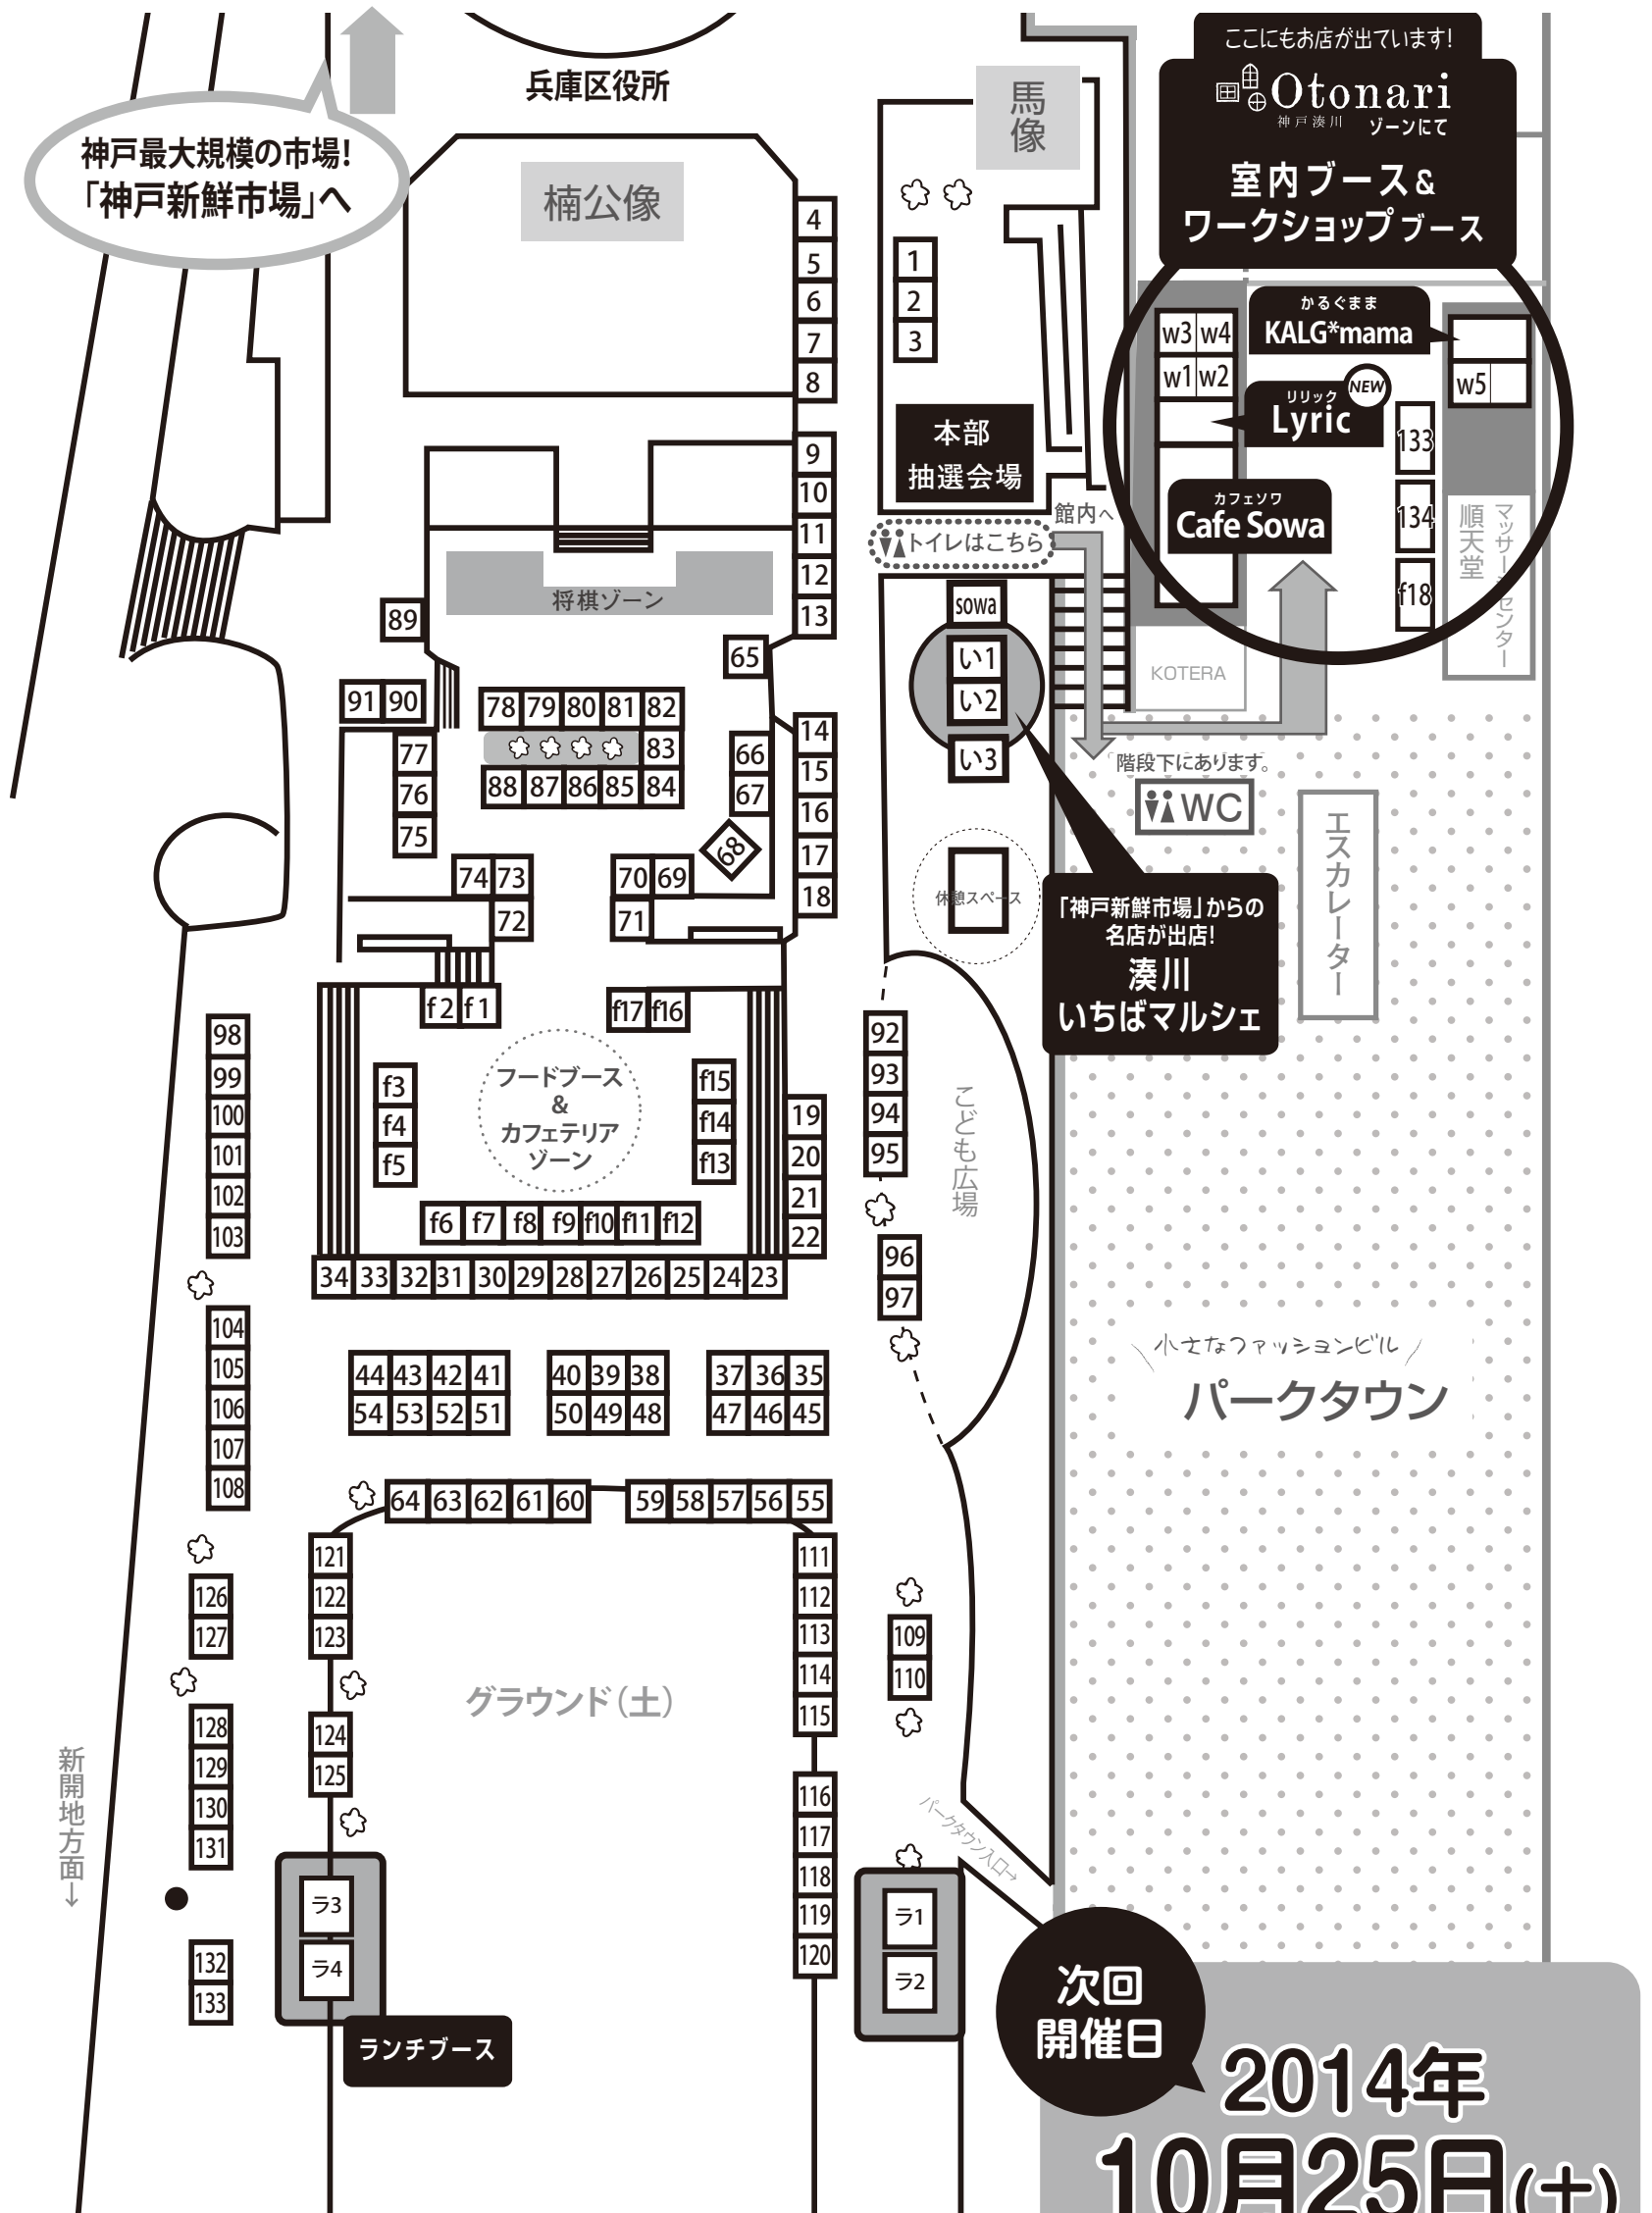 兵庫区役所
神戸最大規模の市場!
「神戸新鮮市場」へ
楠公像
馬像
ここにもお店が出ています!
Otonari
神戸湊川 ゾーンにて
室内ブース&
ワークショップブース
4
5
6
7
8
1
2
3
本部
抽選会場
w3 w4
w1 w2
かるぐまま
KALG*mama
リリック
Lyric
NEW
w5
カフェソワ
Cafe Sowa
133
134
f18
順天堂
マッサージセンター
KOTERA
館内へ
トイレはこちら
9
10
11
12
13
将棋ゾーン
89
65
91 90
78 79 80 81 82
83
88 87 86 85 84
77
76
75
66
67
68
14
15
16
17
18
74 73
72
70 69
71
sowa
い1
い2
い3
階段下にあります。
WC
エスカレーター
休憩スペース
「神戸新鮮市場」からの
名店が出店!
湊川
いちばマルシェ
f2 f1
f17 f16
f3
f4
f5
フードブース
&
カフェテリア
ゾーン
f15
f14
f13
f6 f7 f8 f9 f10 f11 f12
19
20
21
22
34 33 32 31 30 29 28 27 26 25 24 23
98
99
100
101
102
103
104
105
106
107
108
92
93
94
95
96
97
こども広場
小さなファッションビル
パークタウン
44 43 42 41 40 39 38 37 36 35
54 53 52 51 50 49 48 47 46 45
64 63 62 61 60 59 58 57 56 55
121
122
123
124
125
126
127
128
129
130
131
132
133
グラウンド(土)
111
112
113
114
115
116
117
118
119
120
109
110
新開地方面↓
パークタウン入口→
ラ3
ラ4
ラ1
ラ2
ランチブース
次回
開催日
2014年
10月25日(土)